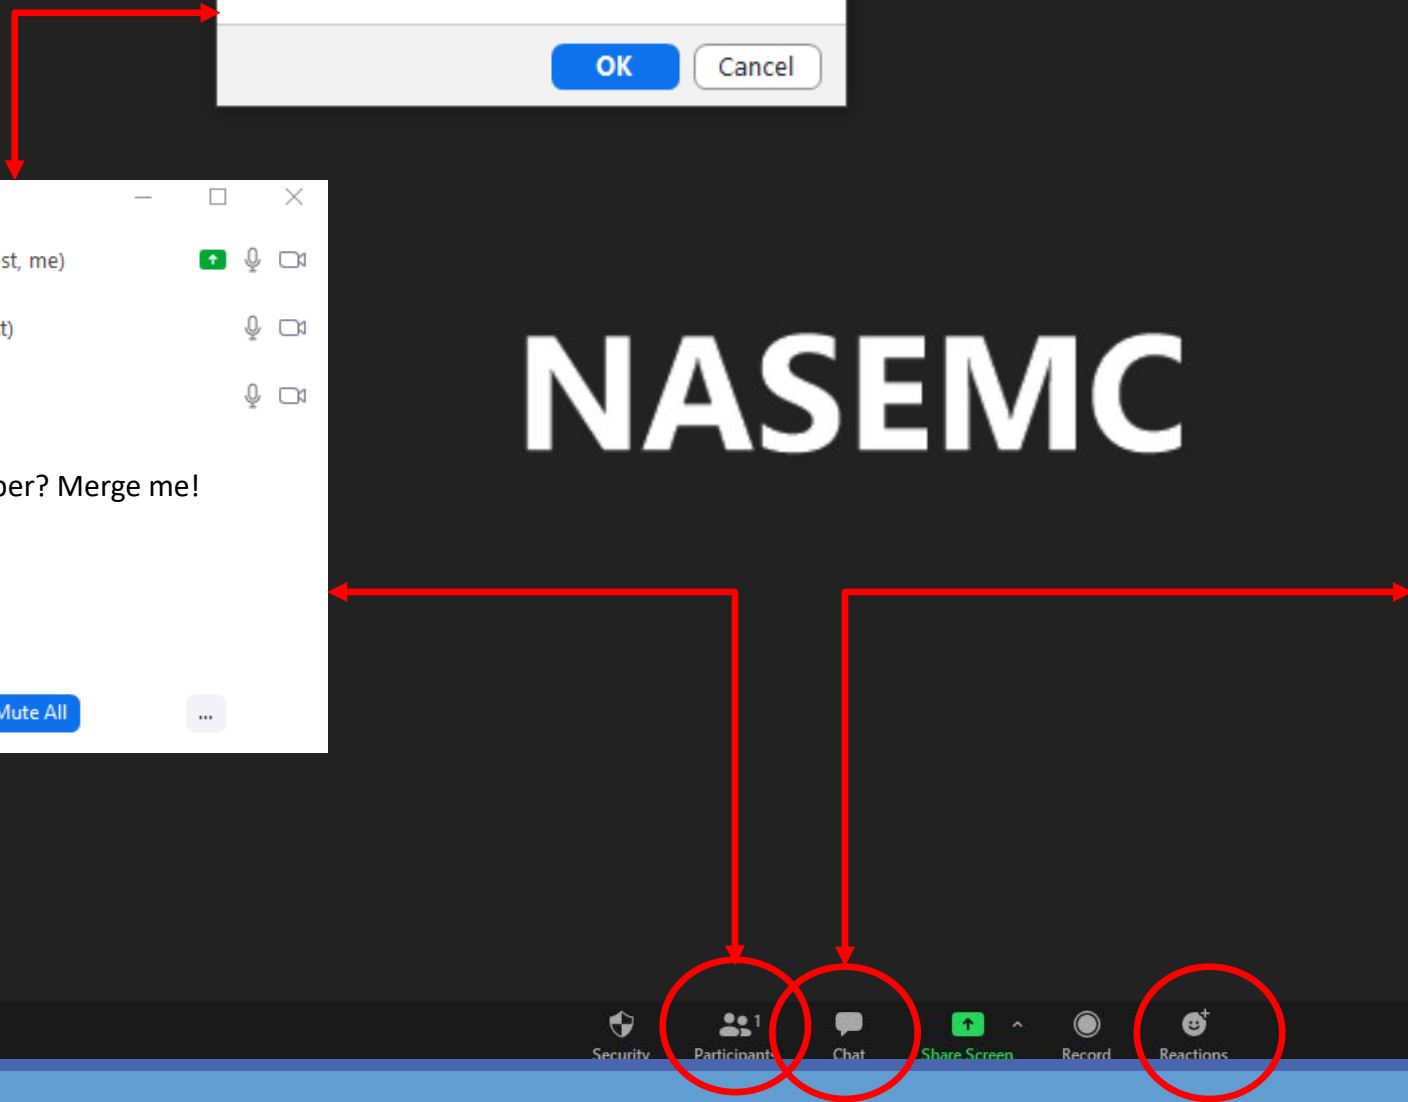 OK Cancel
st, me)
t)
NASEMC
per? Merge me!
Mute All ...
1
Security Participants Chat Share Screen Record Reactions